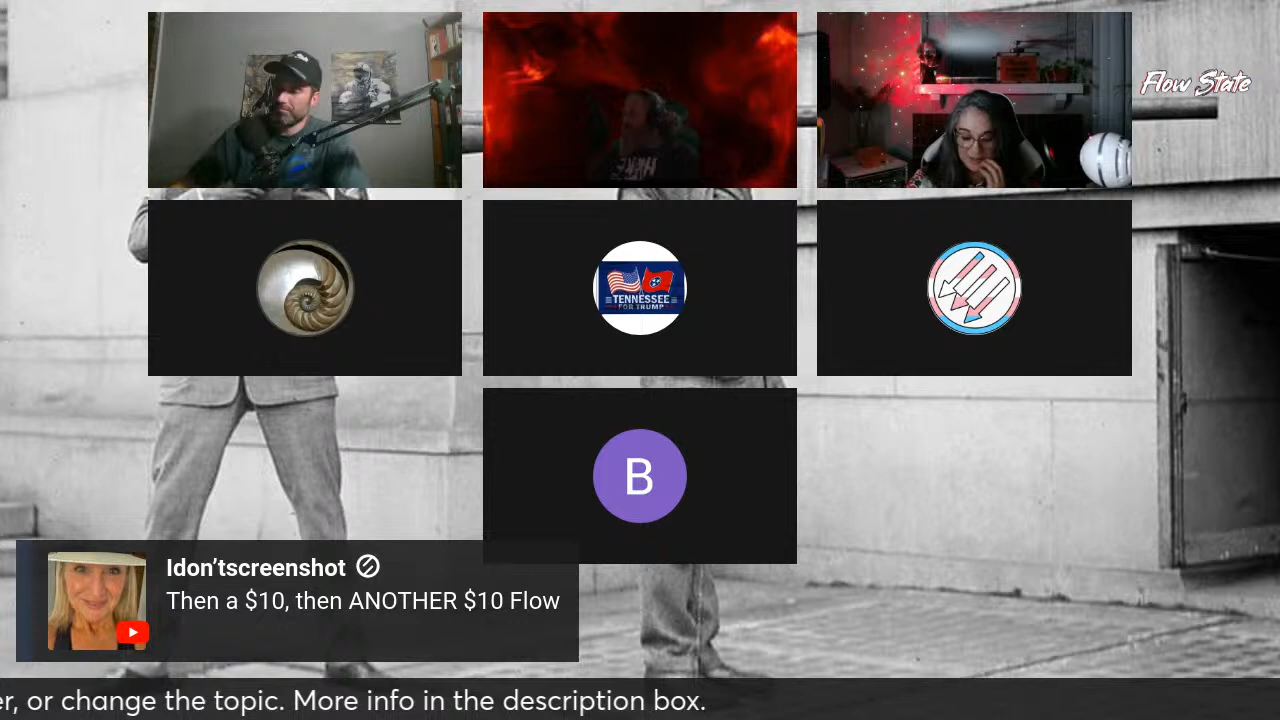 Flow State
TENNESSEE
FOR TRUMP
B
Idon’tscreenshot
Then a $10, then ANOTHER $10 Flow
er, or change the topic. More info in the description box.